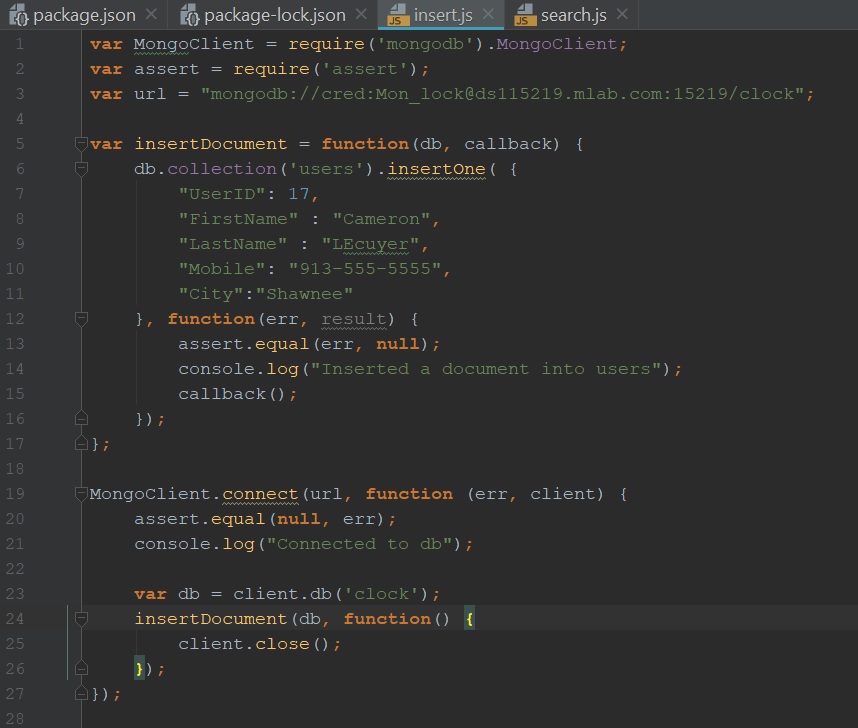 package.json package-lock.json insert.js search.js
1 var MongoClient = require('mongodb').MongoClient;
2 var assert = require('assert');
3 var url = "mongodb://cred:Mon_lock@ds115219.mlab.com:15219/clock";
4
5 var insertDocument = function(db, callback) {
6 db.collection('users').insertOne( {
7 "UserID": 17,
8 "FirstName" : "Cameron",
9 "LastName" : "LEcuyer",
10 "Mobile": "913-555-5555",
11 "City":"Shawnee"
12 }, function(err, result) {
13 assert.equal(err, null);
14 console.log("Inserted a document into users");
15 callback();
16 });
17 };
18
19 MongoClient.connect(url, function (err, client) {
20 assert.equal(null, err);
21 console.log("Connected to db");
22
23 var db = client.db('clock');
24 insertDocument(db, function() {
25 client.close();
26 });
27 });
28